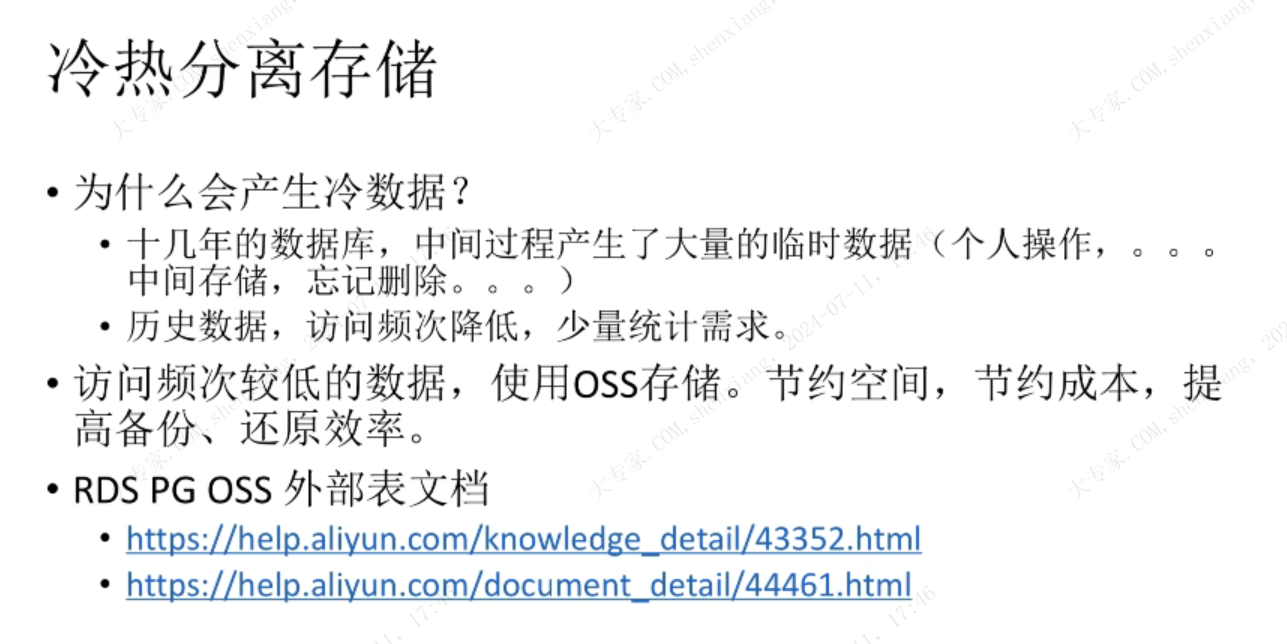 冷热分离存储
• 为什么会产生冷数据？
• 十几年的数据库，中间过程产生了大量的临时数据（个人操作，。。。
中间存储，忘记删除。。。）
• 历史数据，访问频次降低，少量统计需求。
• 访问频次较低的数据，使用OSS存储。节约空间，节约成本，提
高备份、还原效率。
• RDS PG OSS 外部表文档
• https://help.aliyun.com/knowledge_detail/43352.html
• https://help.aliyun.com/document_detail/44461.html